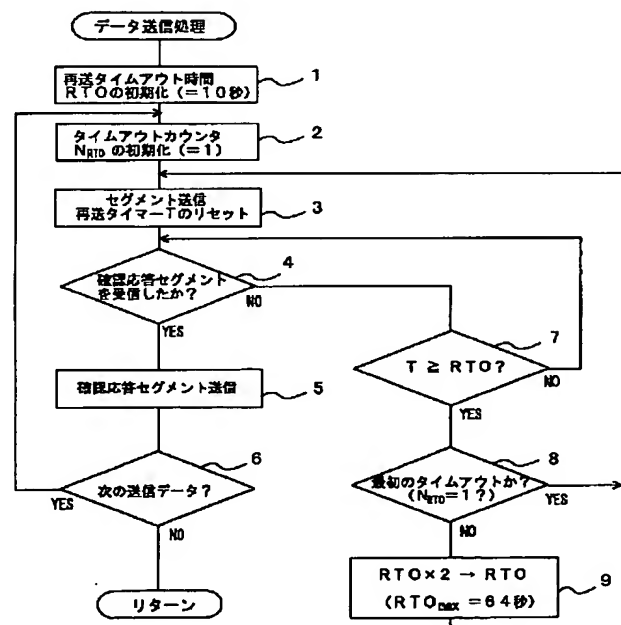 データ送信処理
1
再送タイムアウト時間
RTOの初期化(=10秒)
2
タイムアウトカウンタ
NRTO の初期化(=1)
セグメント送信
再送タイマーTのリセット
3
確認応答セグメント
を受信したか?
4
NO
YES
確認応答セグメント送信
5
次の送信データ?
6
YES
NO
リターン
T ≧ RTO?
7
NO
YES
最初のタイムアウトか?
(NRTO=1?)
8
YES
NO
RTO×2 → RTO
(RTOmax =64秒)
9